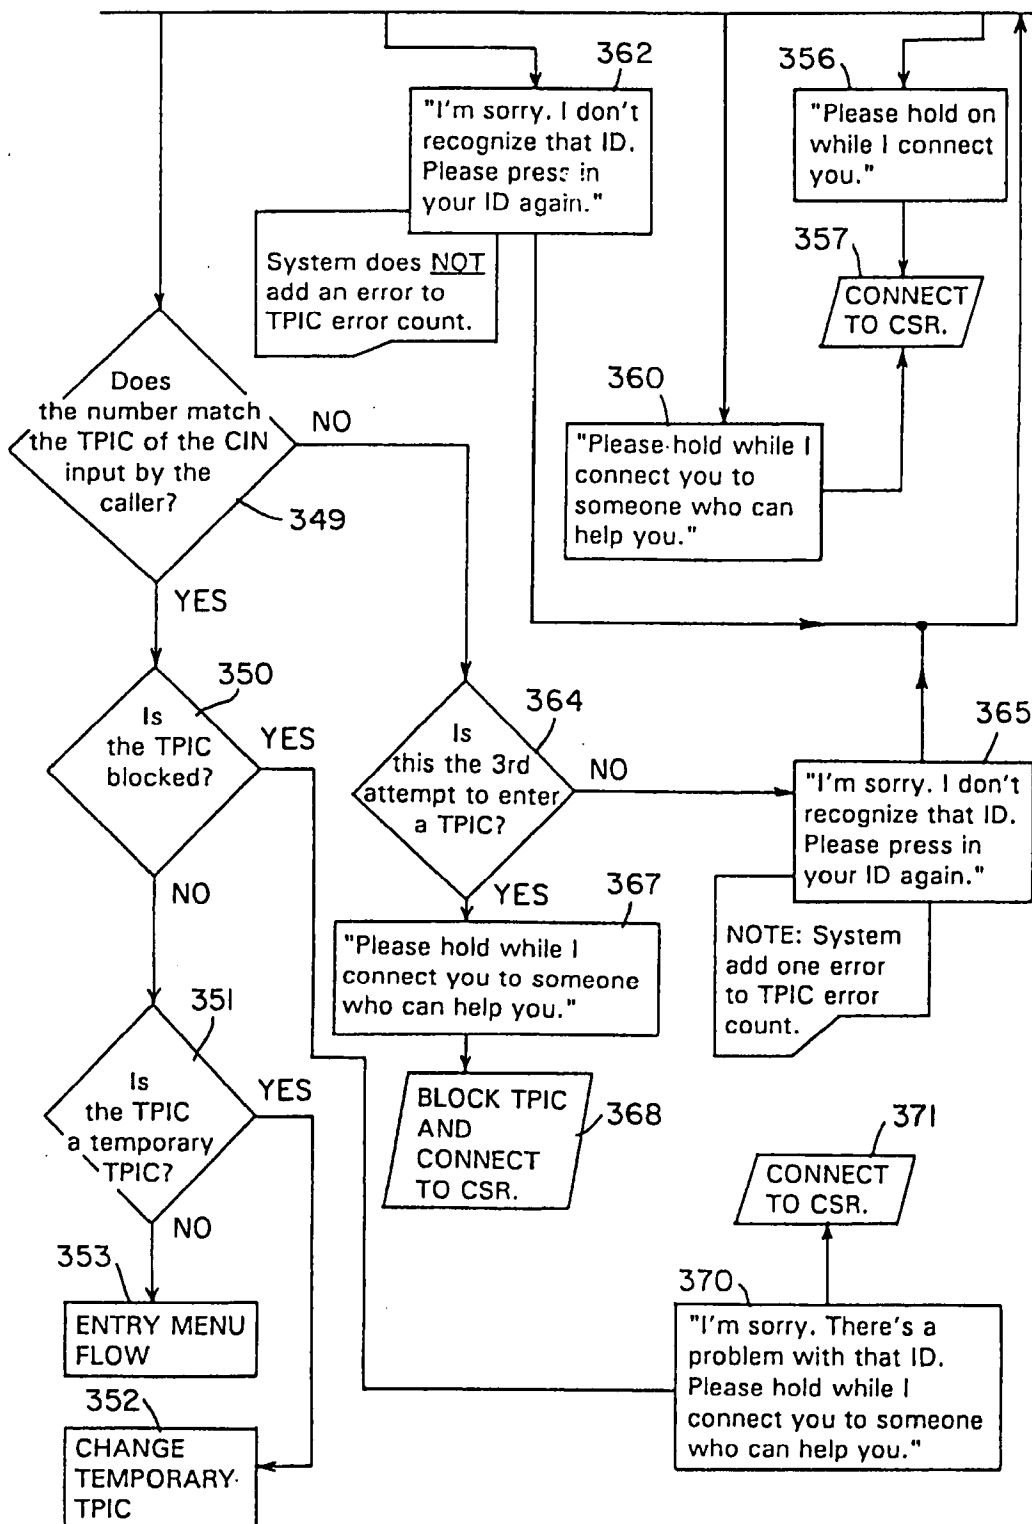 362
"I'm sorry. I don't
recognize that ID.
Please press in
your ID again."
System does NOT
add an error to
TPIC error count.
356
"Please hold on
while I connect
you."
357
CONNECT
TO CSR.
360
"Please hold while I
connect you to
someone who can
help you."
Does
the number match
the TPIC of the CIN
input by the
caller?
349
NO
YES
350
Is
the TPIC
blocked?
YES
NO
364
Is
this the 3rd
attempt to enter
a TPIC?
NO
YES
365
"I'm sorry. I don't
recognize that ID.
Please press in
your ID again."
NOTE: System
add one error
to TPIC error
count.
367
"Please hold while I
connect you to someone
who can help you."
368
BLOCK TPIC
AND
CONNECT
TO CSR.
351
Is
the TPIC
a temporary
TPIC?
YES
NO
353
ENTRY MENU
FLOW
352
CHANGE
TEMPORARY
TPIC
371
CONNECT
TO CSR.
370
"I'm sorry. There's a
problem with that ID.
Please hold while I
connect you to someone
who can help you."